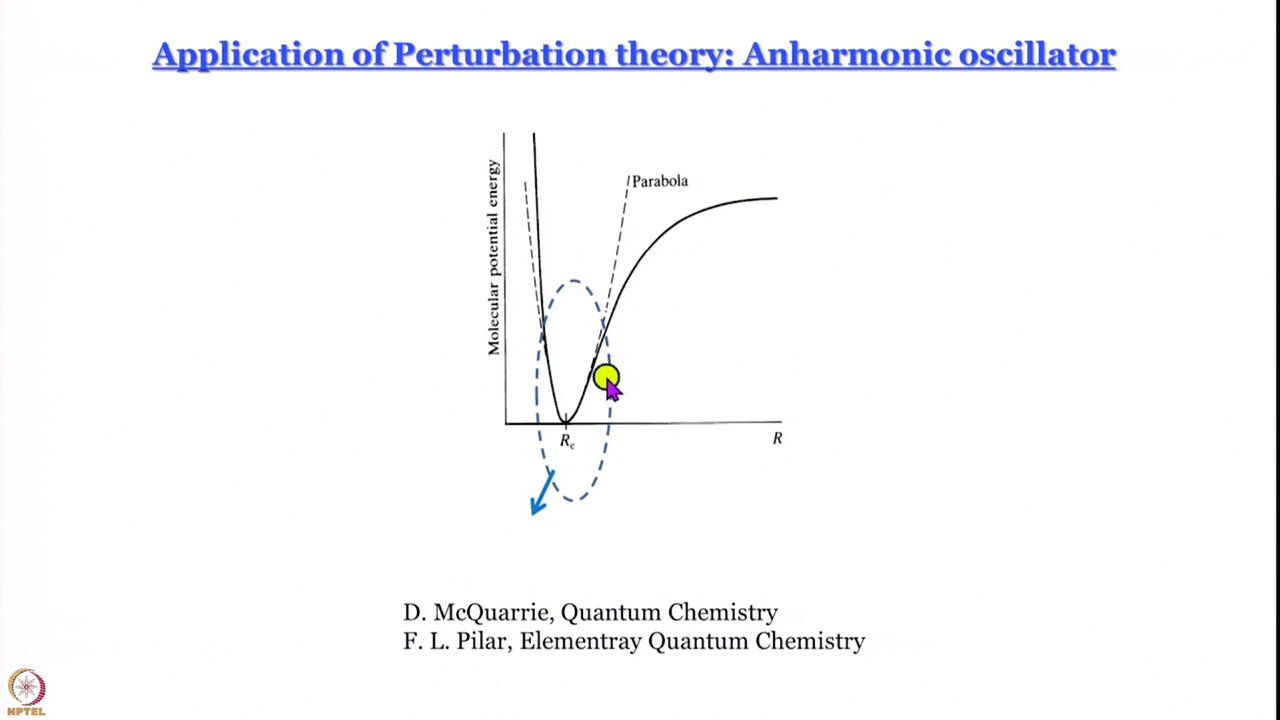 Application of Perturbation theory: Anharmonic oscillator
Molecular potential energy
Parabola
Re
R
D. McQuarrie, Quantum Chemistry
F. L. Pilar, Elementray Quantum Chemistry
NPTEL